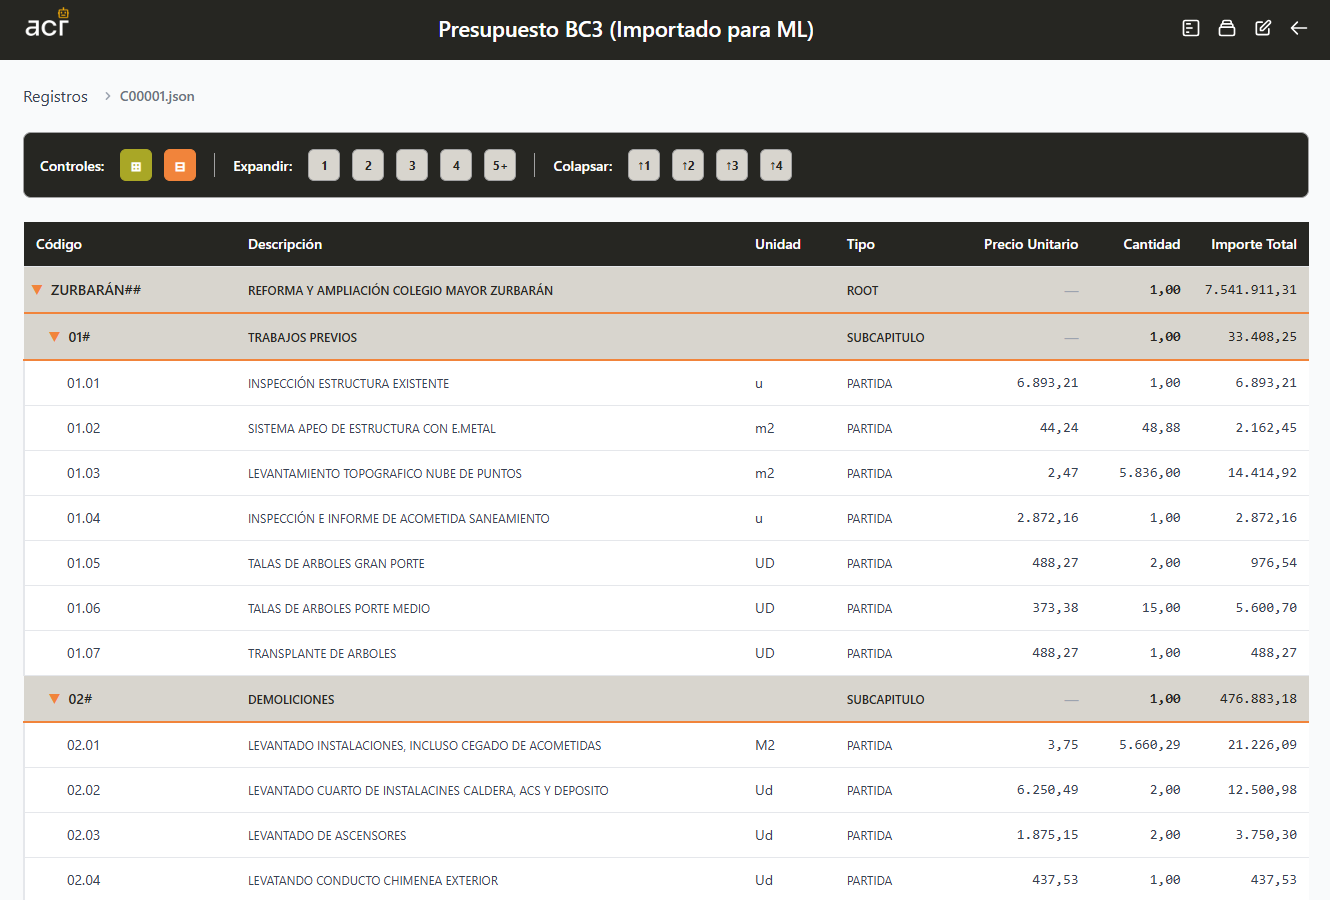 acr
Presupuesto BC3 (Importado para ML)
Registros > C00001.json
Controles: Expandir: 1 2 3 4 5+ Colapsar: ↑1 ↑2 ↑3 ↑4
Código Descripción Unidad Tipo Precio Unitario Cantidad Importe Total
▼ ZURBARÁN## REFORMA Y AMPLIACIÓN COLEGIO MAYOR ZURBARÁN ROOT — 1,00 7.541.911,31
▼ 01# TRABAJOS PREVIOS SUBCAPITULO — 1,00 33.408,25
01.01 INSPECCIÓN ESTRUCTURA EXISTENTE u PARTIDA 6.893,21 1,00 6.893,21
01.02 SISTEMA APEO DE ESTRUCTURA CON E.METAL m2 PARTIDA 44,24 48,88 2.162,45
01.03 LEVANTAMIENTO TOPOGRAFICO NUBE DE PUNTOS m2 PARTIDA 2,47 5.836,00 14.414,92
01.04 INSPECCIÓN E INFORME DE ACOMETIDA SANEAMIENTO u PARTIDA 2.872,16 1,00 2.872,16
01.05 TALAS DE ARBOLES GRAN PORTE UD PARTIDA 488,27 2,00 976,54
01.06 TALAS DE ARBOLES PORTE MEDIO UD PARTIDA 373,38 15,00 5.600,70
01.07 TRANSPLANTE DE ARBOLES UD PARTIDA 488,27 1,00 488,27
▼ 02# DEMOLICIONES SUBCAPITULO — 1,00 476.883,18
02.01 LEVANTADO INSTALACIONES, INCLUSO CEGADO DE ACOMETIDAS M2 PARTIDA 3,75 5.660,29 21.226,09
02.02 LEVANTADO CUARTO DE INSTALACINES CALDERA, ACS Y DEPOSITO Ud PARTIDA 6.250,49 2,00 12.500,98
02.03 LEVANTADO DE ASCENSORES Ud PARTIDA 1.875,15 2,00 3.750,30
02.04 LEVATANDO CONDUCTO CHIMENEA EXTERIOR Ud PARTIDA 437,53 1,00 437,53